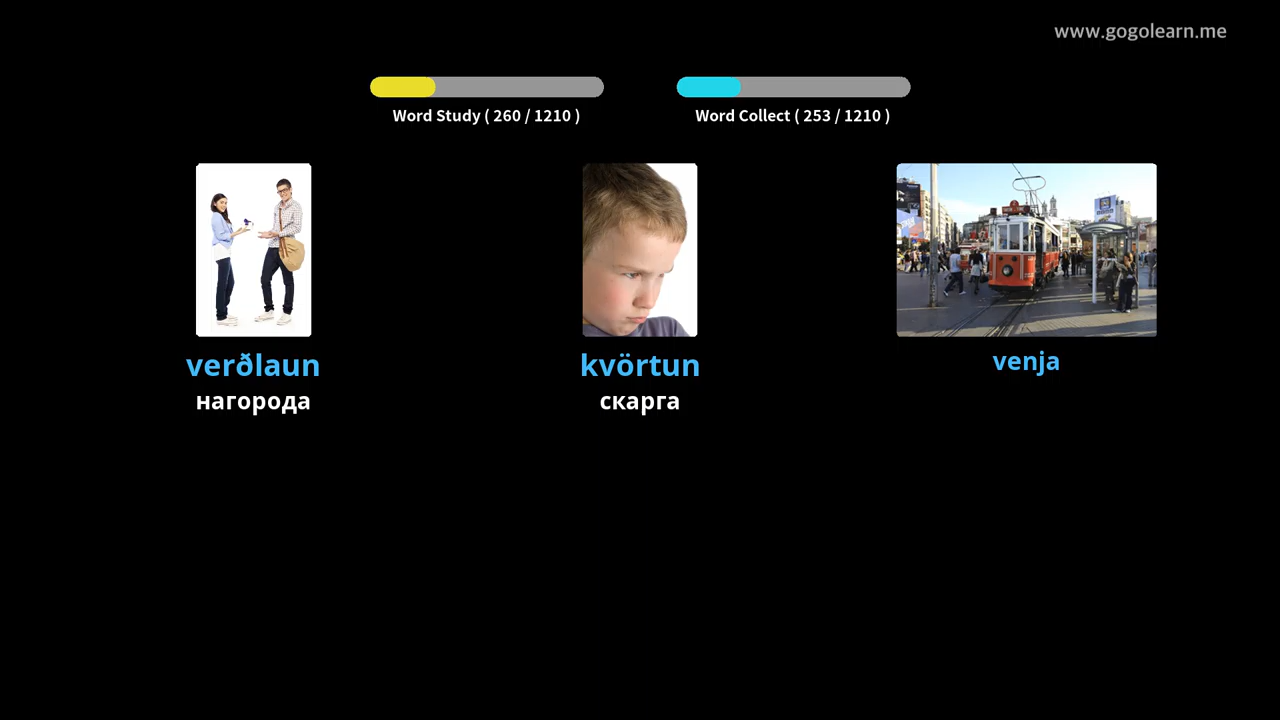 www.gogolearn.me
Word Study ( 260 / 1210 )
Word Collect ( 253 / 1210 )
verðlaun
нагорода
kvörtun
скарга
venja